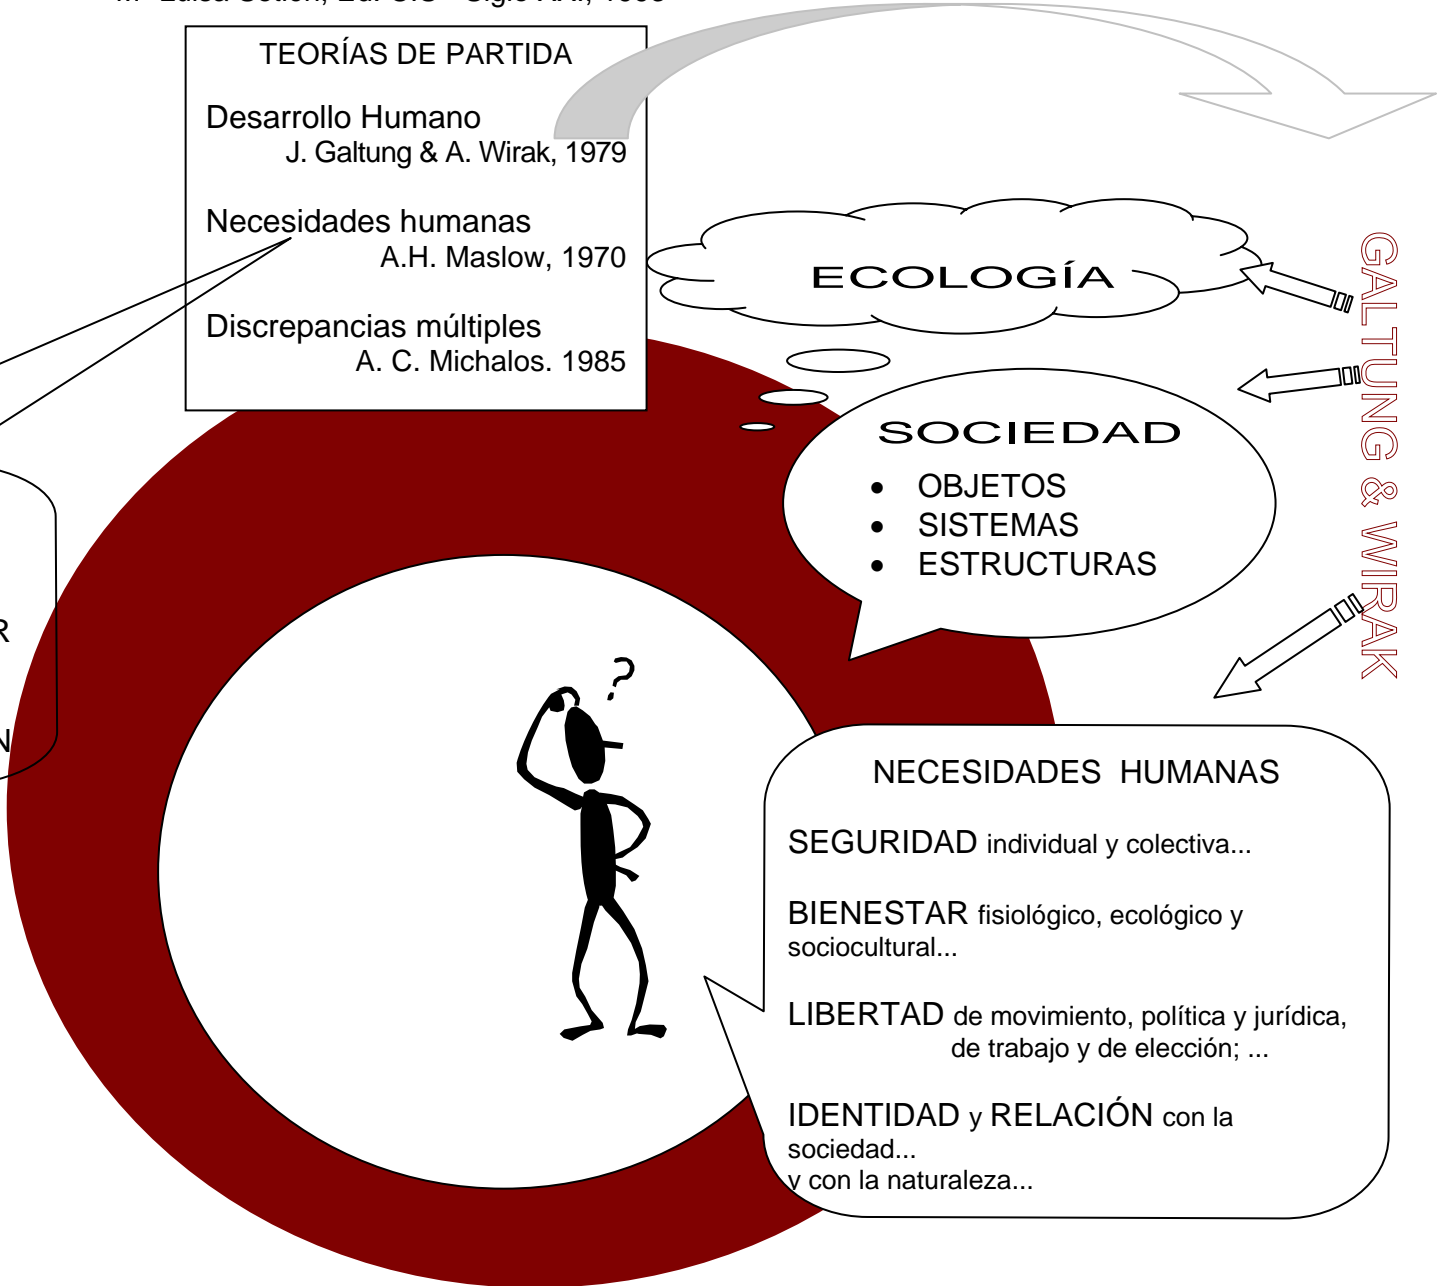 TEORÍAS DE PARTIDA
Desarrollo Humano
J. Galtung & A. Wirak, 1979
Necesidades humanas
A.H. Maslow, 1970
Discrepancias múltiples
A. C. Michalos. 1985
ECOLOGÍA
SOCIEDAD
• OBJETOS
• SISTEMAS
• ESTRUCTURAS
GALTUNG & WIRAK
R
N
?
NECESIDADES HUMANAS
SEGURIDAD individual y colectiva...
BIENESTAR fisiológico, ecológico y
sociocultural...
LIBERTAD de movimiento, política y jurídica,
de trabajo y de elección; ...
IDENTIDAD y RELACIÓN con la
sociedad...
y con la naturaleza...